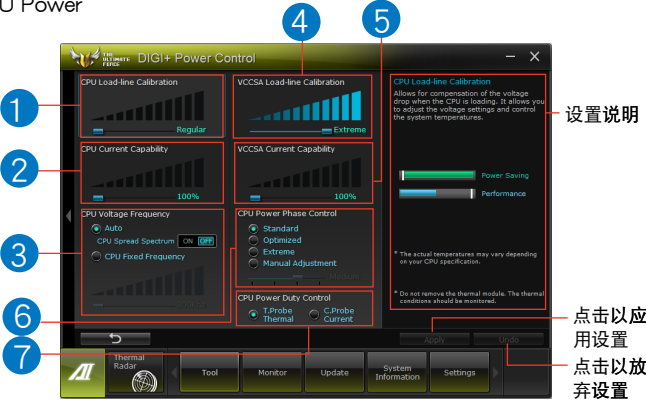 U Power
4
5
THE ULTIMATE FORCE
DIGI+ Power Control
1
CPU Load-line Calibration
Regular
VCCSA Load-line Calibration
Extreme
CPU Load-line Calibration
Allows for compensation of the voltage
drop when the CPU is loading. It allows you
to adjust the voltage settings and control
the system temperatures.
设置说明
2
CPU Current Capability
100%
VCCSA Current Capability
100%
Power Saving
Performance
3
CPU Voltage Frequency
Auto
CPU Spread Spectrum ON OFF
CPU Fixed Frequency
CPU Power Phase Control
Standard
Optimized
Extreme
Manual Adjustment
Medium
* The actual temperatures may vary depending
on your CPU specification.
* Do not remove the thermal module. The thermal
conditions should be monitored.
6
CPU Power Duty Control
T.Probe
Thermal
C.Probe
Current
7
Apply
Undo
点击以应
用设置
点击以放
弃设置
Thermal
Radar
Tool
Monitor
Update
System
Information
Settings